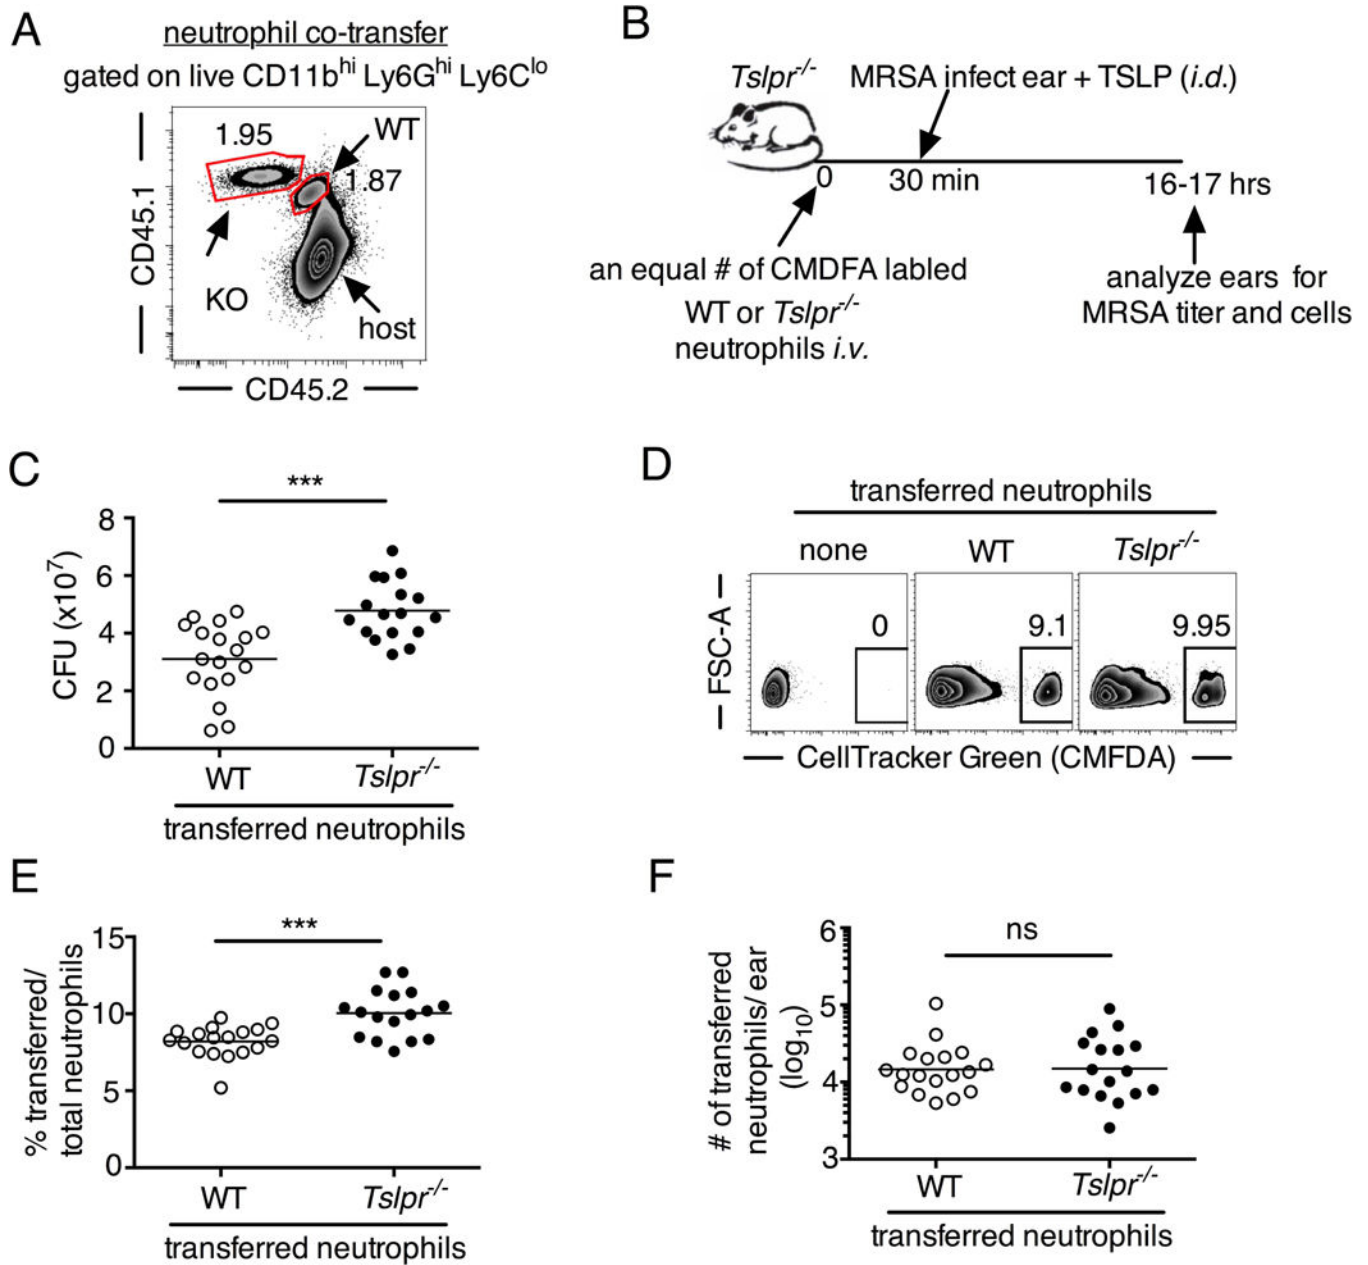 A
neutrophil co-transfer
gated on live CD11b^hi Ly6G^hi Ly6C^lo
1.95
WT
1.87
KO
host
CD45.1
CD45.2
B
Tslpr^-/-
MRSA infect ear + TSLP (i.d.)
0
30 min
16-17 hrs
an equal # of CMDFA labled
WT or Tslpr^-/-
neutrophils i.v.
analyze ears for
MRSA titer and cells
C
***
CFU (x10^7)
8
6
4
2
0
WT
Tslpr^-/-
transferred neutrophils
D
transferred neutrophils
none
WT
Tslpr^-/-
0
9.1
9.95
FSC-A
CellTracker Green (CMFDA)
E
***
% transferred/
total neutrophils
15
10
5
0
WT
Tslpr^-/-
transferred neutrophils
F
ns
# of transferred
neutrophils/ ear
(log_10)
6
5
4
3
WT
Tslpr^-/-
transferred neutrophils